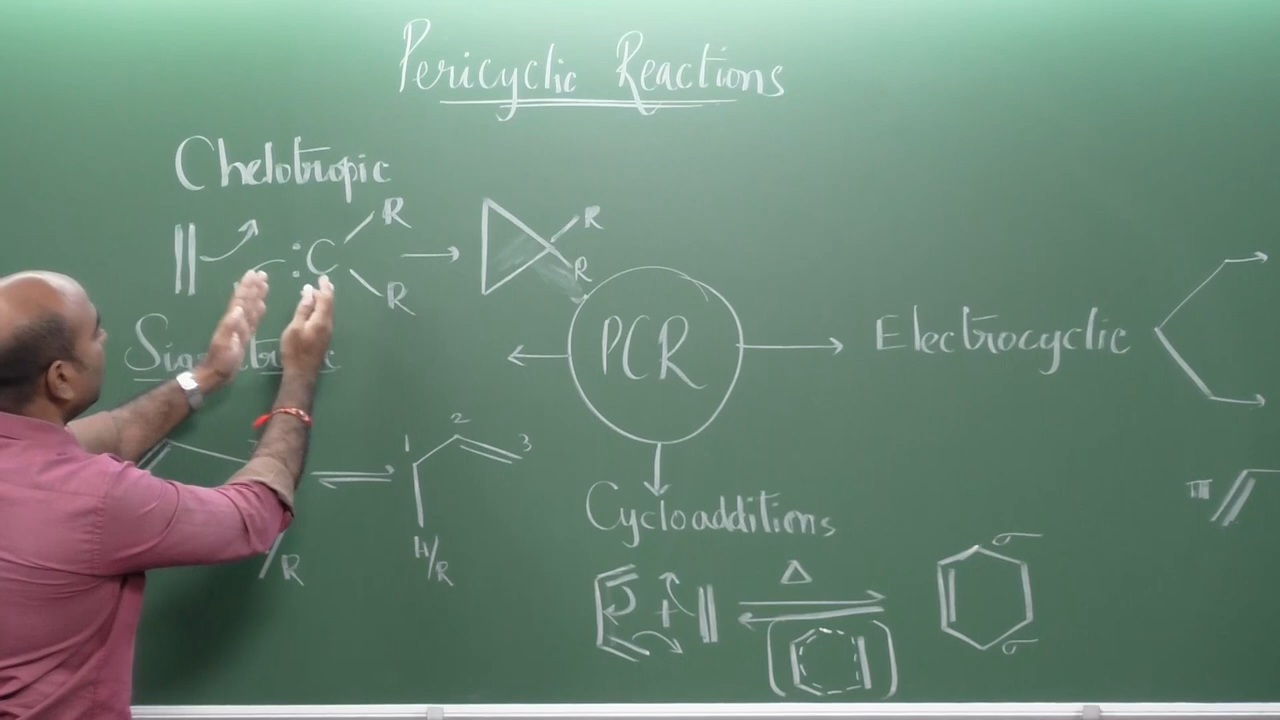 Pericyclic Reactions
Chelotropic
:C R R
R R
PCR
Electrocyclic
1 2 3
H/R
R
Cycloadditions
+ Δ
σ
σ
π